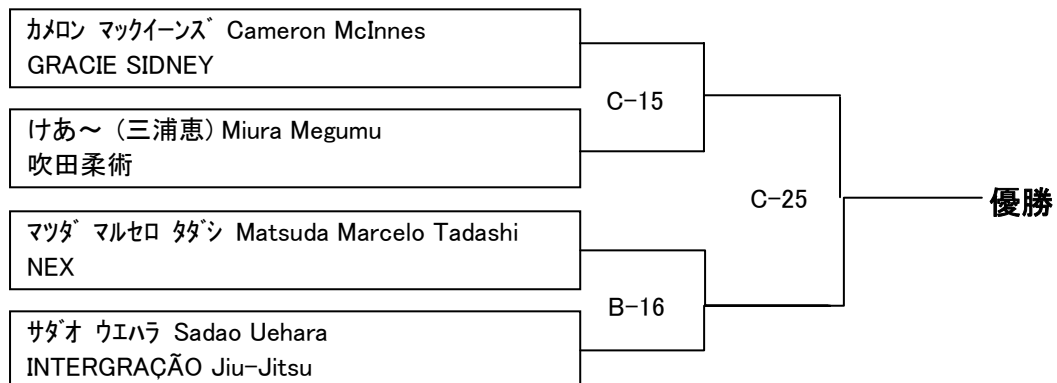 ｶﾒﾛﾝ ﾏｯｸｲｰﾝｽﾞ Cameron McInnes
GRACIE SIDNEY
C-15
けあ～ (三浦恵) Miura Megumu
吹田柔術
C-25
優勝
ﾏﾂﾀﾞ ﾏﾙｾﾛ ﾀﾀﾞｼ Matsuda Marcelo Tadashi
NEX
B-16
ｻﾀﾞｵ ｳｴﾊﾗ Sadao Uehara
INTERGRAÇÃO Jiu-Jitsu